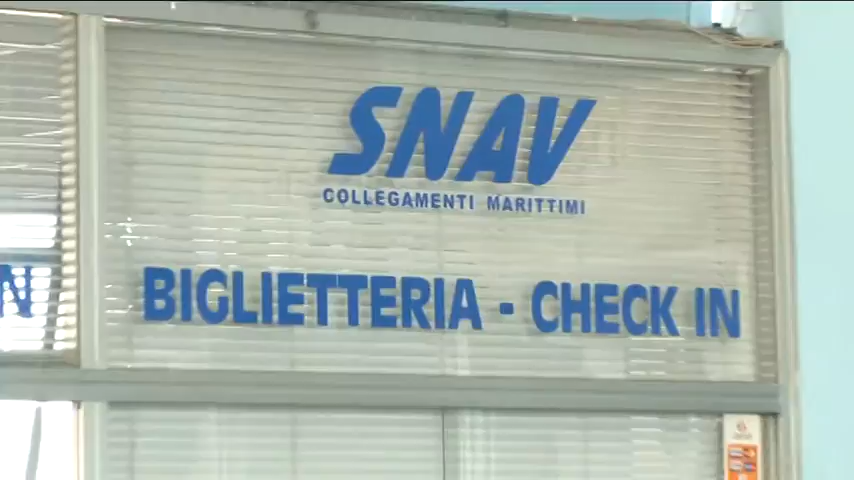 SNAV
COLLEGAMENTI MARITTIMI
BIGLIETTERIA - CHECK IN
N